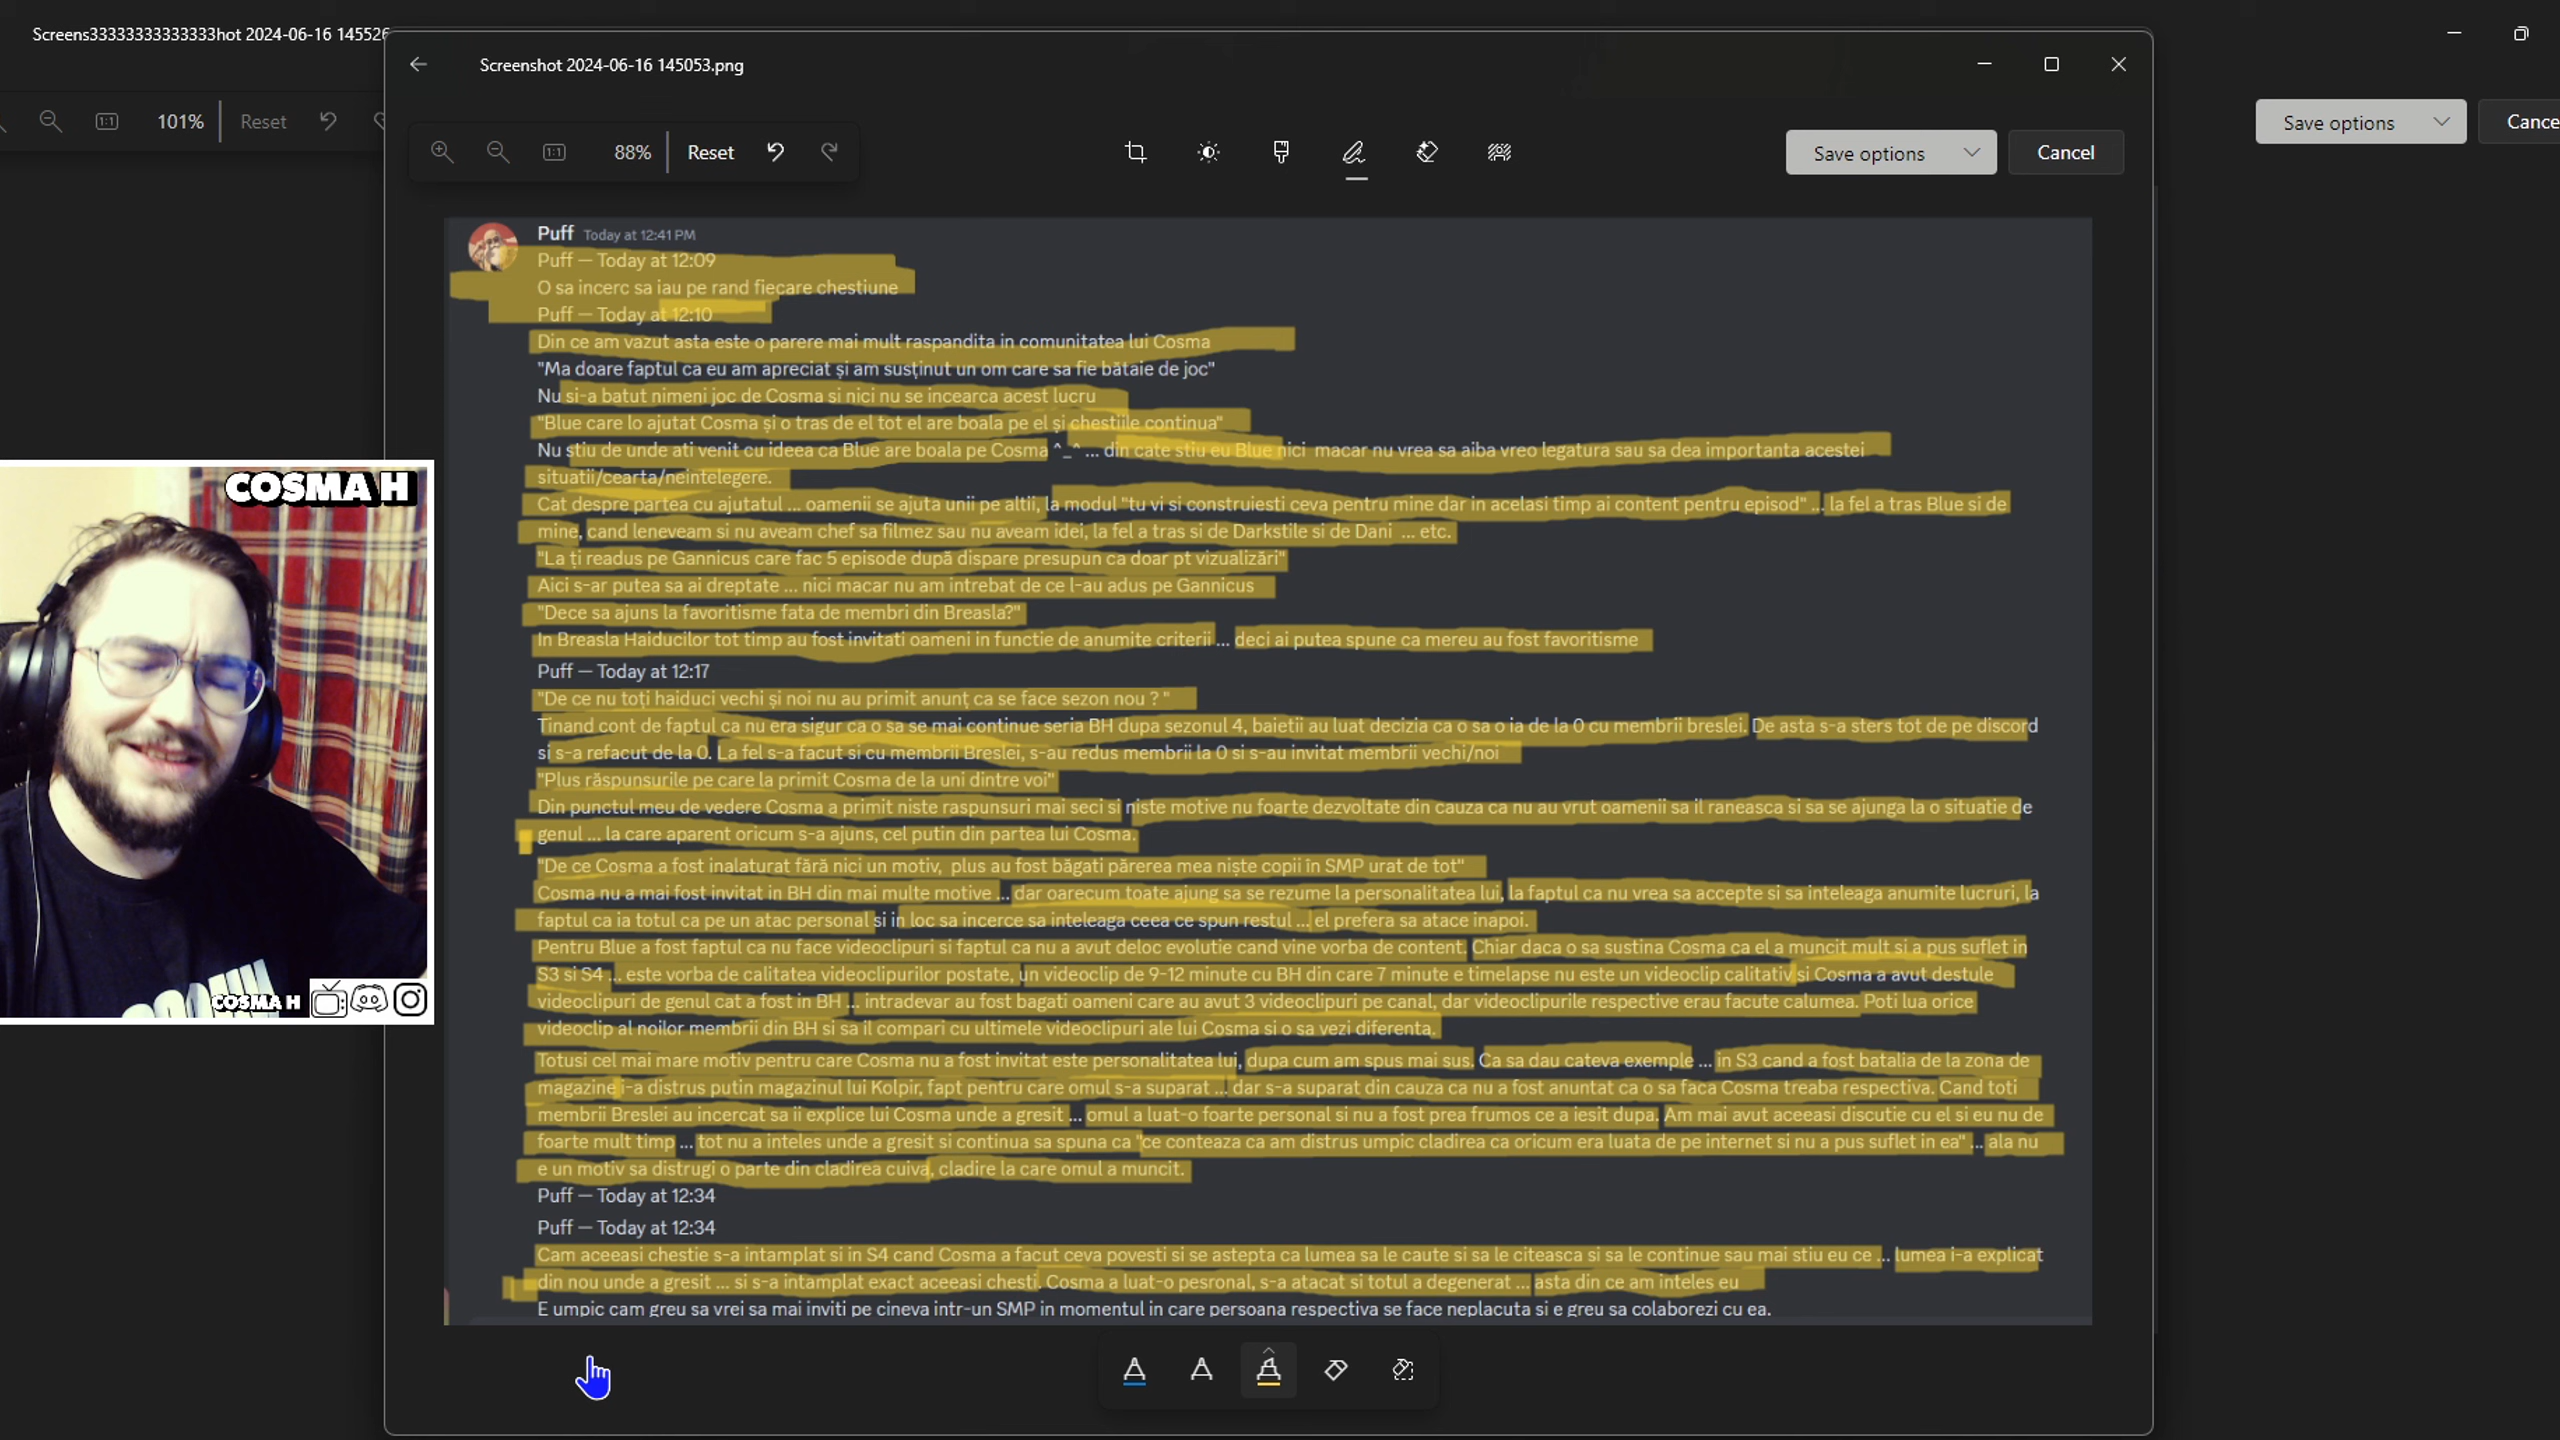 Screens33333333333333hot 2024-06-16 145526
Screenshot 2024-06-16 145053.png
101%
Reset
88%
Reset
Save options
Cancel
Save options
Cance
Puff Today at 12:41 PM
Puff — Today at 12:09
O sa incerc sa iau pe rand fiecare chestiune
Puff — Today at 12:10
Din ce am vazut asta este o parere mai mult raspandita in comunitatea lui Cosma
"Ma doare faptul ca eu am apreciat și am susținut un om care sa fie bătaie de joc"
Nu si-a batut nimeni joc de Cosma si nici nu se incearca acest lucru
"Blue care lo ajutat Cosma și o tras de el tot el are boala pe el și chestiile continua"
Nu stiu de unde ati venit cu ideea ca Blue are boala pe Cosma ^_^ ... din cate stiu eu Blue nici macar nu vrea sa aiba vreo legatura sau sa dea importanta acestei
situatii/cearta/neintelegere.
Cat despre partea cu ajutatul ... oamenii se ajuta unii pe altii, la modul "tu vi si construiesti ceva pentru mine dar in acelasi timp ai content pentru episod" ... la fel a tras Blue si de
mine, cand leneveam si nu aveam chef sa filmez sau nu aveam idei, la fel a tras si de Darkstile si de Dani ... etc.
"La ți readus pe Gannicus care fac 5 episode după dispare presupun ca doar pt vizualizări"
Aici s-ar putea sa ai dreptate ... nici macar nu am intrebat de ce l-au adus pe Gannicus
"Dece sa ajuns la favoritisme fata de membri din Breasla?"
In Breasla Haiducilor tot timp au fost invitati oameni in functie de anumite criterii ... deci ai putea spune ca mereu au fost favoritisme
Puff — Today at 12:17
"De ce nu toți haiduci vechi și noi nu au primit anunț ca se face sezon nou ? "
Tinand cont de faptul ca nu era sigur ca o sa se mai continue seria BH dupa sezonul 4, baietii au luat decizia ca o sa o ia de la 0 cu membrii breslei. De asta s-a sters tot de pe discord
si s-a refacut de la 0. La fel s-a facut si cu membrii Breslei, s-au redus membrii la 0 si s-au invitat membrii vechi/noi
"Plus răspunsurile pe care la primit Cosma de la uni dintre voi"
Din punctul meu de vedere Cosma a primit niste raspunsuri mai seci si niste motive nu foarte dezvoltate din cauza ca nu au vrut oamenii sa il raneasca si sa se ajunga la o situatie de
genul ... la care aparent oricum s-a ajuns, cel putin din partea lui Cosma.
"De ce Cosma a fost inalaturat fără nici un motiv,  plus au fost băgati părerea mea niște copii în SMP urat de tot"
Cosma nu a mai fost invitat in BH din mai multe motive ... dar oarecum toate ajung sa se rezume la personalitatea lui, la faptul ca nu vrea sa accepte si sa inteleaga anumite lucruri, la
faptul ca ia totul ca pe un atac personal si in loc sa incerce sa inteleaga ceea ce spun restul ... el prefera sa atace inapoi.
Pentru Blue a fost faptul ca nu face videoclipuri si faptul ca nu a avut deloc evolutie cand vine vorba de content. Chiar daca o sa sustina Cosma ca el a muncit mult si a pus suflet in
S3 si S4 ... este vorba de calitatea videoclipurilor postate, un videoclip de 9-12 minute cu BH din care 7 minute e timelapse nu este un videoclip calitativ si Cosma a avut destule
videoclipuri de genul cat a fost in BH ... intradevar au fost bagati oameni care au avut 3 videoclipuri pe canal, dar videoclipurile respective erau facute calumea. Poti lua orice
videoclip al noilor membrii din BH si sa il compari cu ultimele videoclipuri ale lui Cosma si o sa vezi diferenta.
Totusi cel mai mare motiv pentru care Cosma nu a fost invitat este personalitatea lui, dupa cum am spus mai sus. Ca sa dau cateva exemple ... in S3 cand a fost batalia de la zona de
magazine i-a distrus putin magazinul lui Kolpir, fapt pentru care omul s-a suparat ... dar s-a suparat din cauza ca nu a fost anuntat ca o sa faca Cosma treaba respectiva. Cand toti
membrii Breslei au incercat sa ii explice lui Cosma unde a gresit ... omul a luat-o foarte personal si nu a fost prea frumos ce a iesit dupa. Am mai avut aceeasi discutie cu el si eu nu de
foarte mult timp ... tot nu a inteles unde a gresit si continua sa spuna ca "ce conteaza ca am distrus umpic cladirea ca oricum era luata de pe internet si nu a pus suflet in ea" ... ala nu
e un motiv sa distrugi o parte din cladirea cuiva, cladire la care omul a muncit.
Puff — Today at 12:34
Puff — Today at 12:34
Cam aceeasi chestie s-a intamplat si in S4 cand Cosma a facut ceva povesti si se astepta ca lumea sa le caute si sa le citeasca si sa le continue sau mai stiu eu ce ... lumea i-a explicat
din nou unde a gresit ... si s-a intamplat exact aceeasi chesti. Cosma a luat-o pesronal, s-a atacat si totul a degenerat ... asta din ce am inteles eu
E umpic cam greu sa vrei sa mai inviti pe cineva intr-un SMP in momentul in care persoana respectiva se face neplacuta si e greu sa colaborezi cu ea.
COSMA H
COSMA H